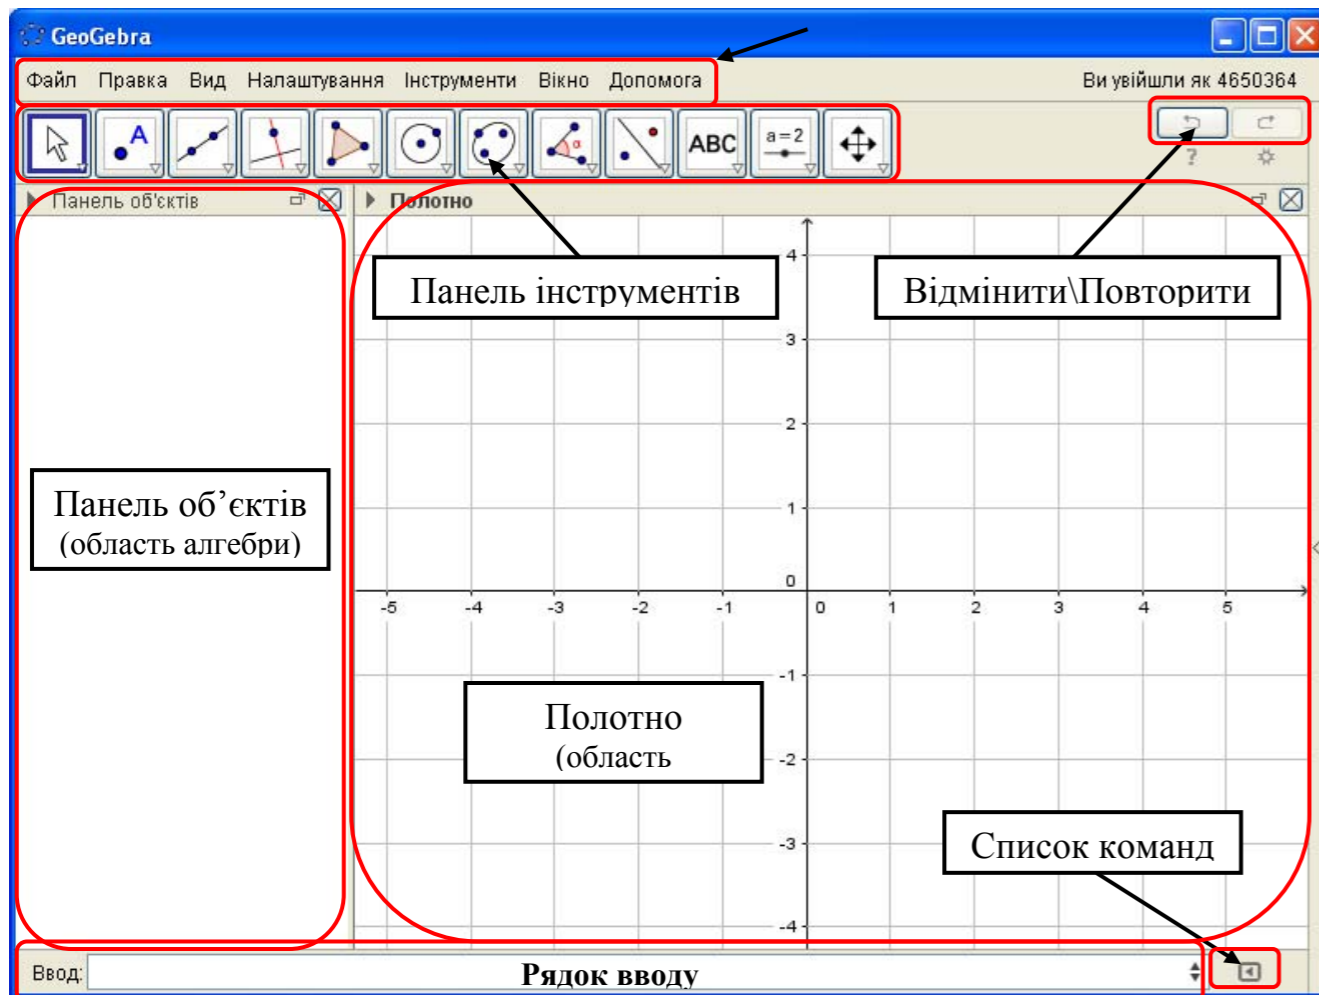 GeoGebra
Файл Правка Вид Налаштування Інструменти Вікно Допомога
Ви увійшли як 4650364
A
α
ABC
a=2
?
Панель об'єктів
Полотно
Панель інструментів
Відмінити\Повторити
4
3
2
1
0
-5 -4 -3 -2 -1 0 1 2 3 4 5
-1
-2
-3
-4
Панель об’єктів
(область алгебри)
Полотно
(область
Список команд
Ввод:
Рядок вводу